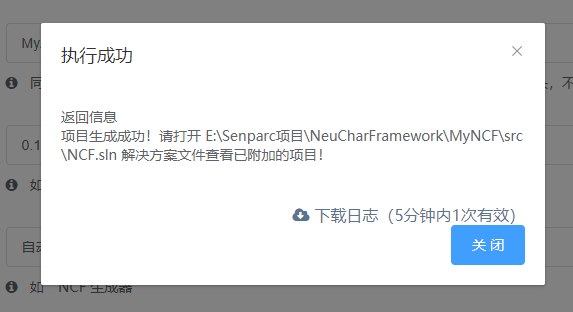 执行成功
My
同
返回信息
项目生成成功！请打开 E:\Senparc项目\NeuCharFramework\MyNCF\src
\NCF.sln 解决方案文件查看已附加的项目！
0.1
如
下载日志（5分钟内1次有效）
关 闭
自动
如 NCF 生成器